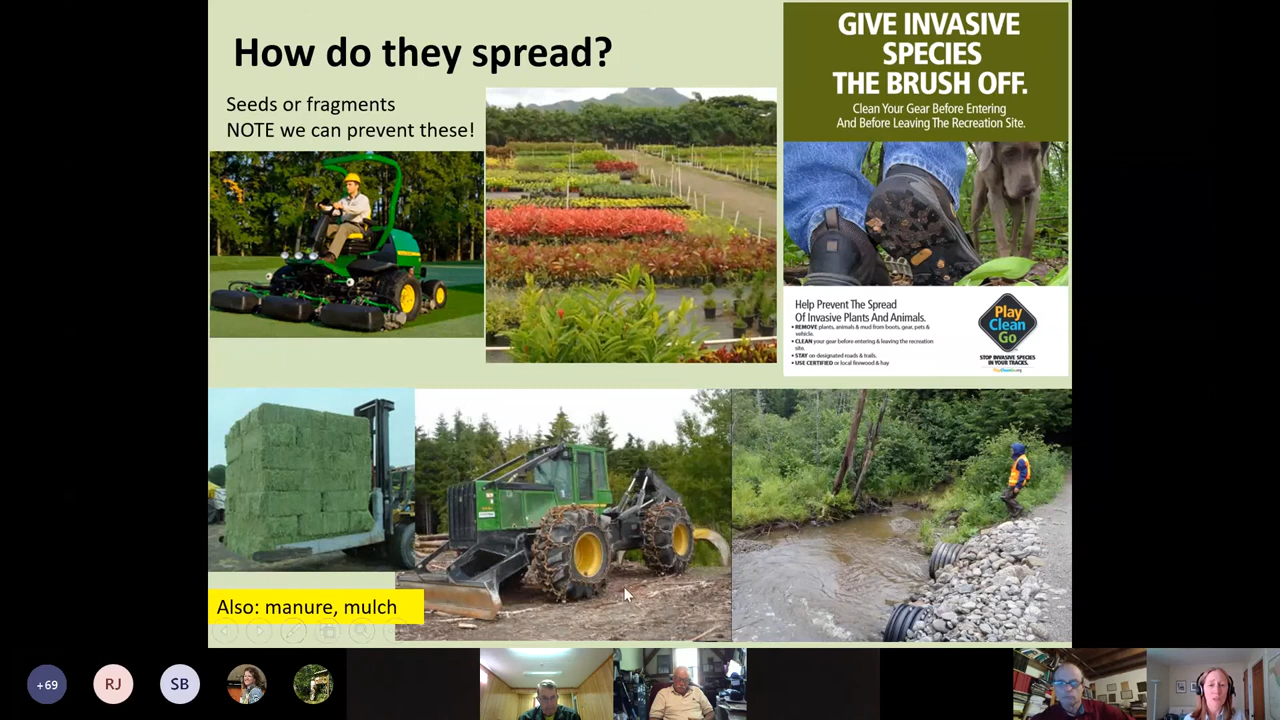 How do they spread?
Seeds or fragments
NOTE we can prevent these!
GIVE INVASIVE
SPECIES
THE BRUSH OFF.
Clean Your Gear Before Entering
And Before Leaving The Recreation Site.
Help Prevent The Spread
Of Invasive Plants And Animals.
• REMOVE plants, animals & mud from boots, gear, pets &
vehicle.
• CLEAN your gear before entering & leaving the recreation
site.
• STAY on designated roads & trails.
• USE CERTIFIED or local firewood & hay
Play
Clean
Go
STOP INVASIVE SPECIES
IN YOUR TRACKS.
PlayCleanGo.org
Also: manure, mulch
+69
RJ
SB